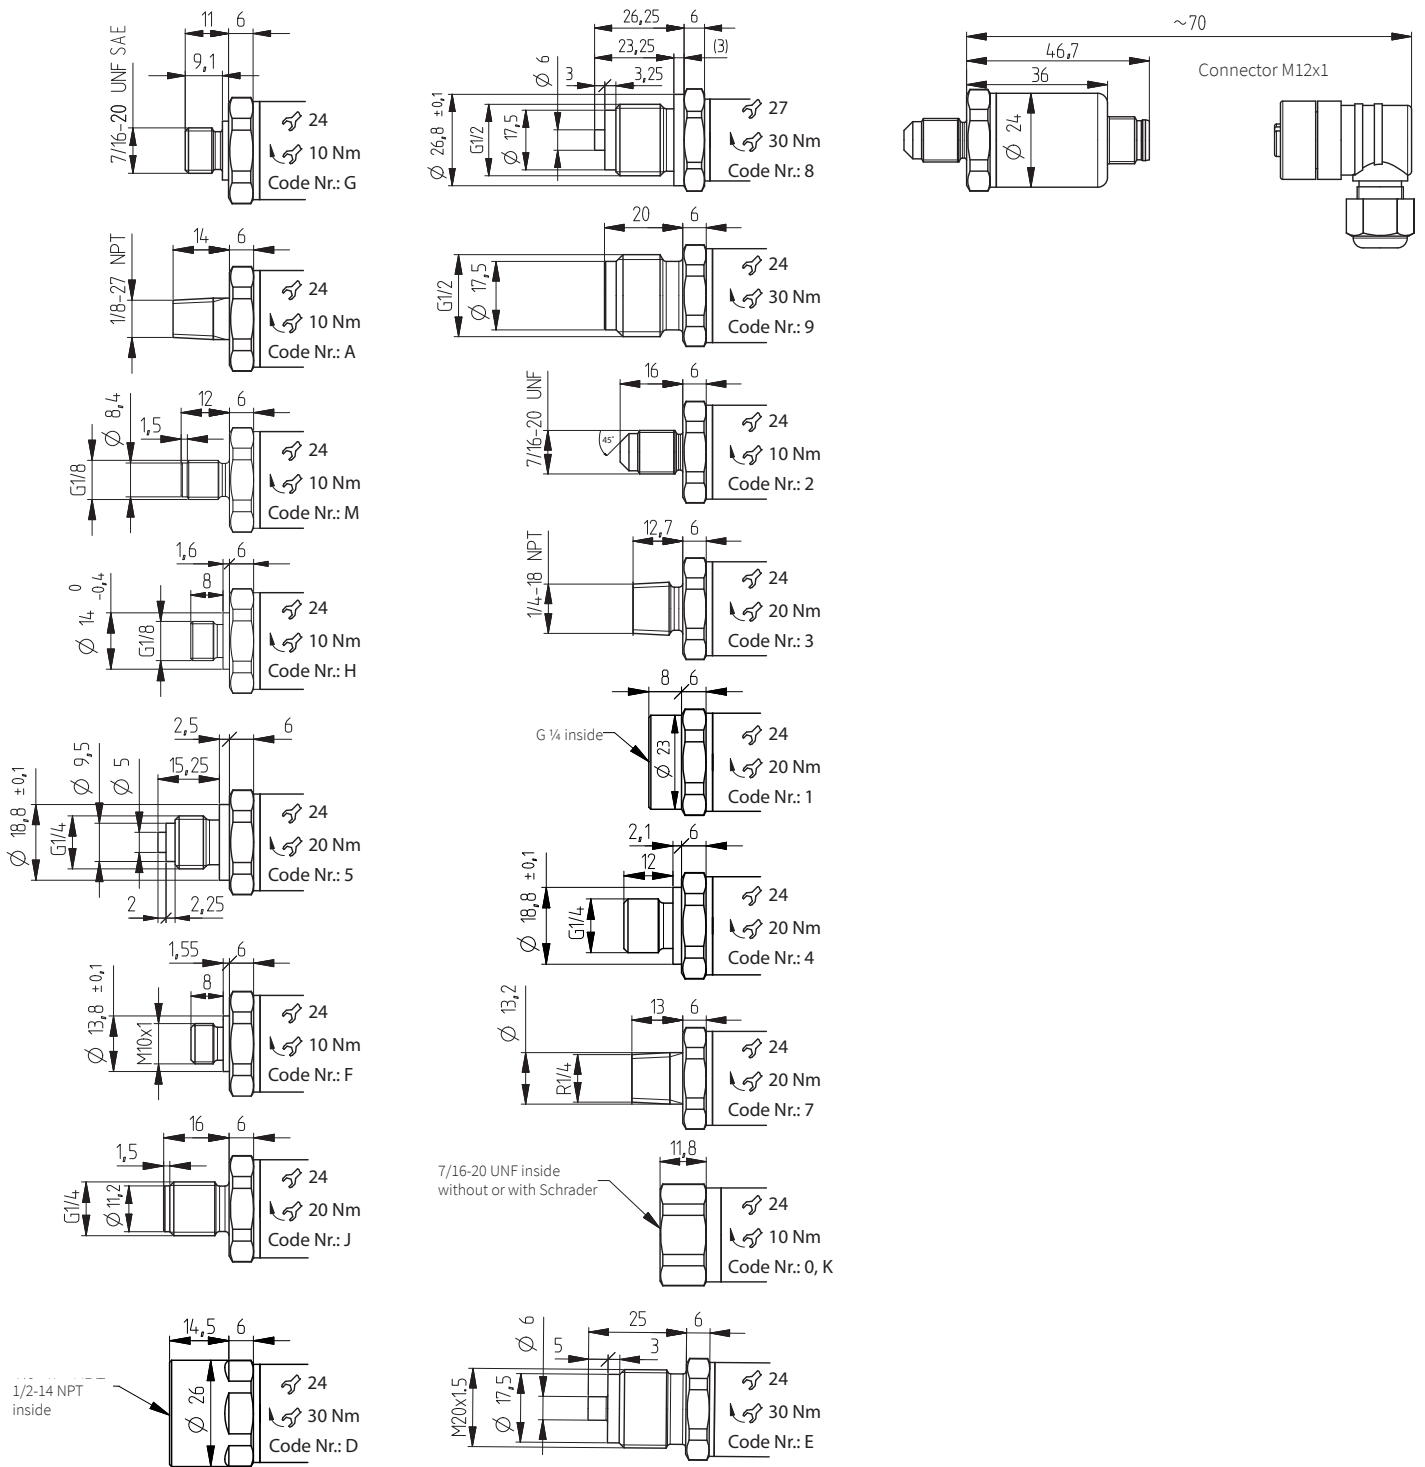 11 6
9,1
7/16-20 UNF SAE
24
10 Nm
Code Nr.: G
14 6
1/8-27 NPT
24
10 Nm
Code Nr.: A
12 6
Ø 8,4
1,5
G1/8
24
10 Nm
Code Nr.: M
1,6 6
8
Ø 14 0 -0,4
G1/8
24
10 Nm
Code Nr.: H
2,5 6
15,25
Ø 18,8 ±0,1
G1/4
Ø 9,5
Ø 5
2 2,25
24
20 Nm
Code Nr.: 5
1,55 6
8
Ø 13,8 ±0,1
M10x1
24
10 Nm
Code Nr.: F
16 6
1,5
G1/4
Ø 11,2
24
20 Nm
Code Nr.: J
14,5 6
1/2-14 NPT
inside
Ø 26
24
30 Nm
Code Nr.: D
26,25 6
23,25 (3)
3 3,25
Ø 6
Ø 26,8 ±0,1
G1/2
Ø 17,5
27
30 Nm
Code Nr.: 8
20 6
G1/2
Ø 17,5
24
30 Nm
Code Nr.: 9
16 6
7/16-20 UNF
45°
24
10 Nm
Code Nr.: 2
12,7 6
1/4-18 NPT
24
20 Nm
Code Nr.: 3
8 6
G ¼ inside
Ø 23
24
20 Nm
Code Nr.: 1
2,1 6
12
Ø 18,8 ±0,1
G1/4
24
20 Nm
Code Nr.: 4
13 6
Ø 13,2
R1/4
24
20 Nm
Code Nr.: 7
11,8
7/16-20 UNF inside
without or with Schrader
24
10 Nm
Code Nr.: 0, K
25 6
5 3
Ø 6
M20x1.5
Ø 17,5
24
30 Nm
Code Nr.: E
~70
46,7
36
Ø 24
Connector M12x1